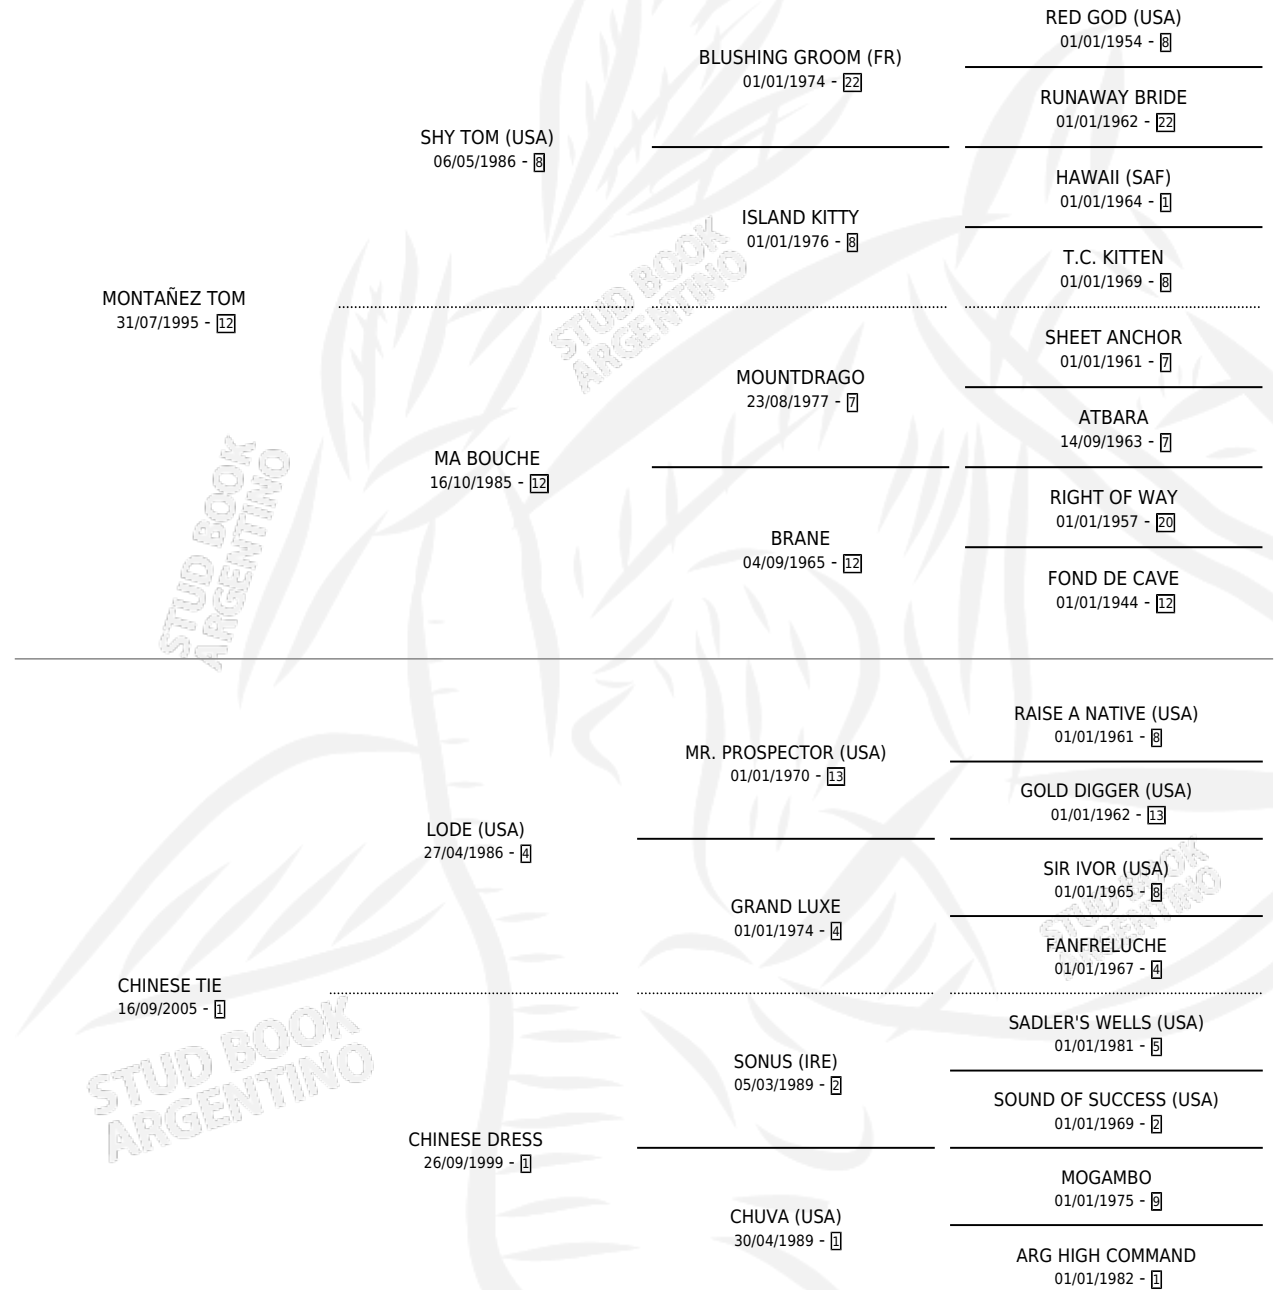 RED GOD (USA)
01/01/1954 - 8
BLUSHING GROOM (FR)
01/01/1974 - 22
RUNAWAY BRIDE
01/01/1962 - 22
SHY TOM (USA)
06/05/1986 - 8
HAWAII (SAF)
01/01/1964 - 1
ISLAND KITTY
01/01/1976 - 8
T.C. KITTEN
01/01/1969 - 8
STUD BOOK
ARGENTINO
MONTAÑEZ TOM
31/07/1995 - 12
SHEET ANCHOR
01/01/1961 - 7
MOUNTDRAGO
23/08/1977 - 7
ATBARA
14/09/1963 - 7
MA BOUCHE
16/10/1985 - 12
RIGHT OF WAY
01/01/1957 - 20
BRANE
04/09/1965 - 12
FOND DE CAVE
01/01/1944 - 12
STUD BOOK
ARGENTINO
RAISE A NATIVE (USA)
01/01/1961 - 8
MR. PROSPECTOR (USA)
01/01/1970 - 13
GOLD DIGGER (USA)
01/01/1962 - 13
LODE (USA)
27/04/1986 - 4
SIR IVOR (USA)
01/01/1965 - 8
GRAND LUXE
01/01/1974 - 4
FANFRELUCHE
01/01/1967 - 4
STUD BOOK
ARGENTINO
CHINESE TIE
16/09/2005 - 1
SADLER'S WELLS (USA)
01/01/1981 - 5
SONUS (IRE)
05/03/1989 - 2
SOUND OF SUCCESS (USA)
01/01/1969 - 2
STUD BOOK
ARGENTINO
CHINESE DRESS
26/09/1999 - 1
MOGAMBO
01/01/1975 - 9
CHUVA (USA)
30/04/1989 - 1
ARG HIGH COMMAND
01/01/1982 - 1